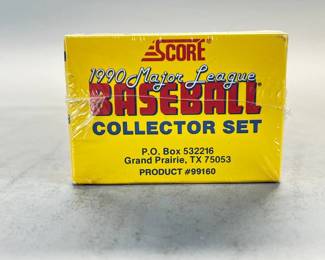 SCORE
1990 Major League
BASEBALL
COLLECTOR SET
P.O. Box 532216
Grand Prairie, TX 75053
PRODUCT #99160